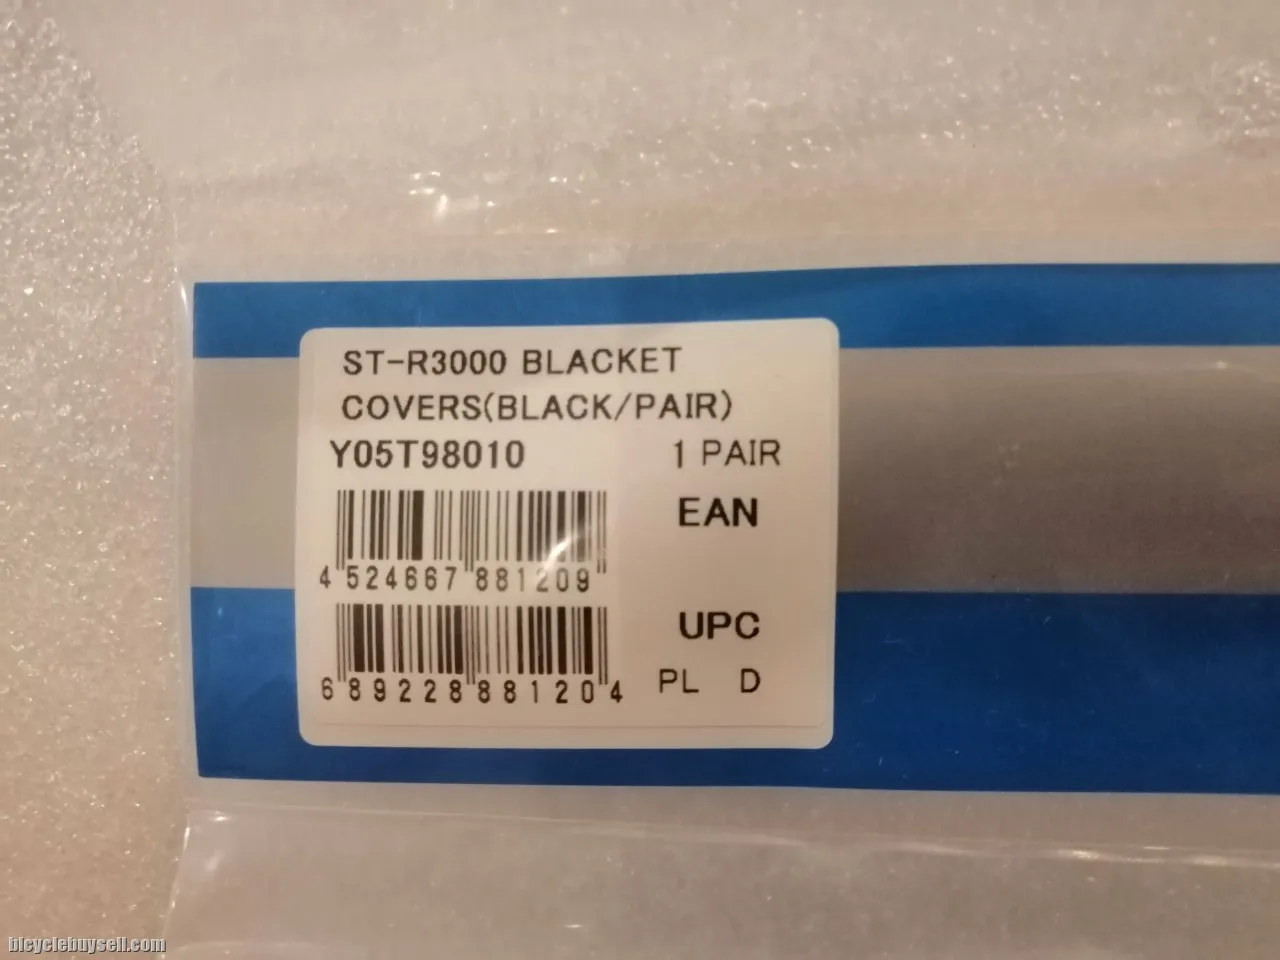 ST-R3000 BLACKET
COVERS(BLACK/PAIR)
Y05T98010 1 PAIR
EAN
4 524667 881209
UPC
6 89228 88120 4
PL D
bicyclebuysell.com